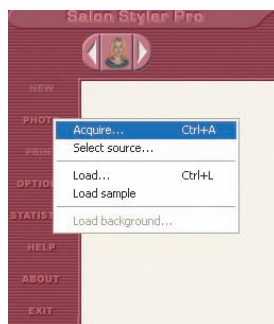 Salon Styler Pro
NEW
PHOT
Acquire... Ctrl+A
Select source...
PRIN
Load... Ctrl+L
OPTIO
Load sample
STATIST
Load background...
HELP
ABOUT
EXIT